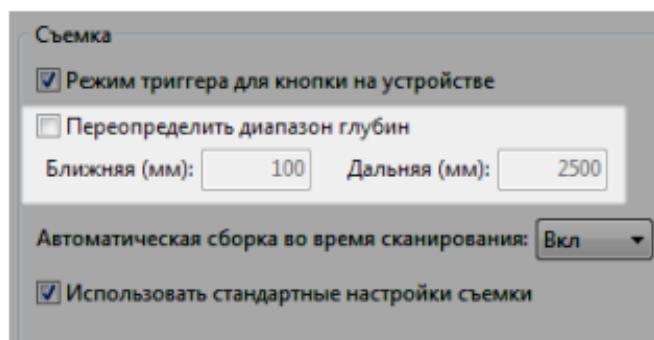 Съемка
Режим триггера для кнопки на устройстве
Переопределить диапазон глубин
Ближняя (мм): 100 Дальняя (мм): 2500
Автоматическая сборка во время сканирования: Вкл
Использовать стандартные настройки съемки